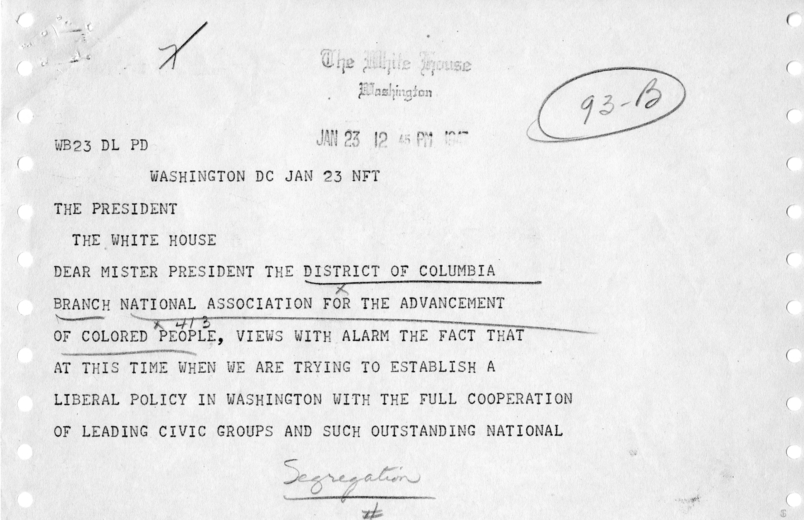 The White House
Washington
93-B
JAN 23 12 45 PM 1947
WB23 DL PD
WASHINGTON DC JAN 23 NFT
THE PRESIDENT
THE WHITE HOUSE
DEAR MISTER PRESIDENT THE DISTRICT OF COLUMBIA
x
BRANCH NATIONAL ASSOCIATION FOR THE ADVANCEMENT
x 413
OF COLORED PEOPLE, VIEWS WITH ALARM THE FACT THAT
AT THIS TIME WHEN WE ARE TRYING TO ESTABLISH A
LIBERAL POLICY IN WASHINGTON WITH THE FULL COOPERATION
OF LEADING CIVIC GROUPS AND SUCH OUTSTANDING NATIONAL
Segregation
#